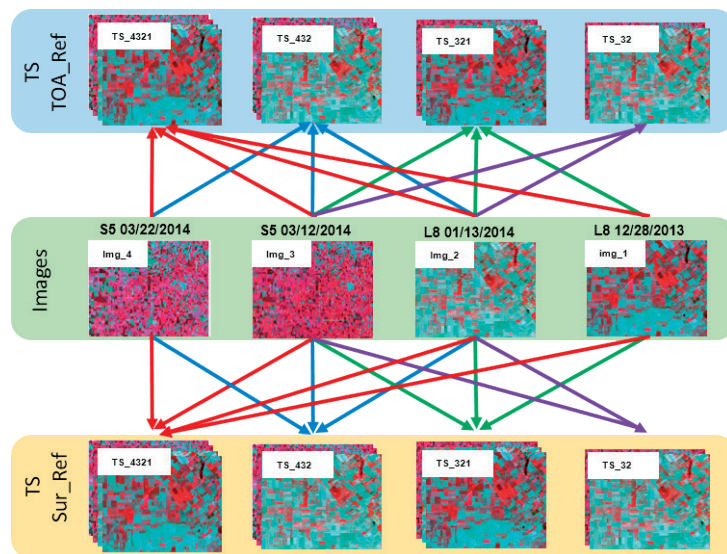 TS
TOA_Ref
TS_4321
TS_432
TS_321
TS_32
Images
S5 03/22/2014
S5 03/12/2014
L8 01/13/2014
L8 12/28/2013
Img_4
Img_3
Img_2
img_1
TS
Sur_Ref
TS_4321
TS_432
TS_321
TS_32